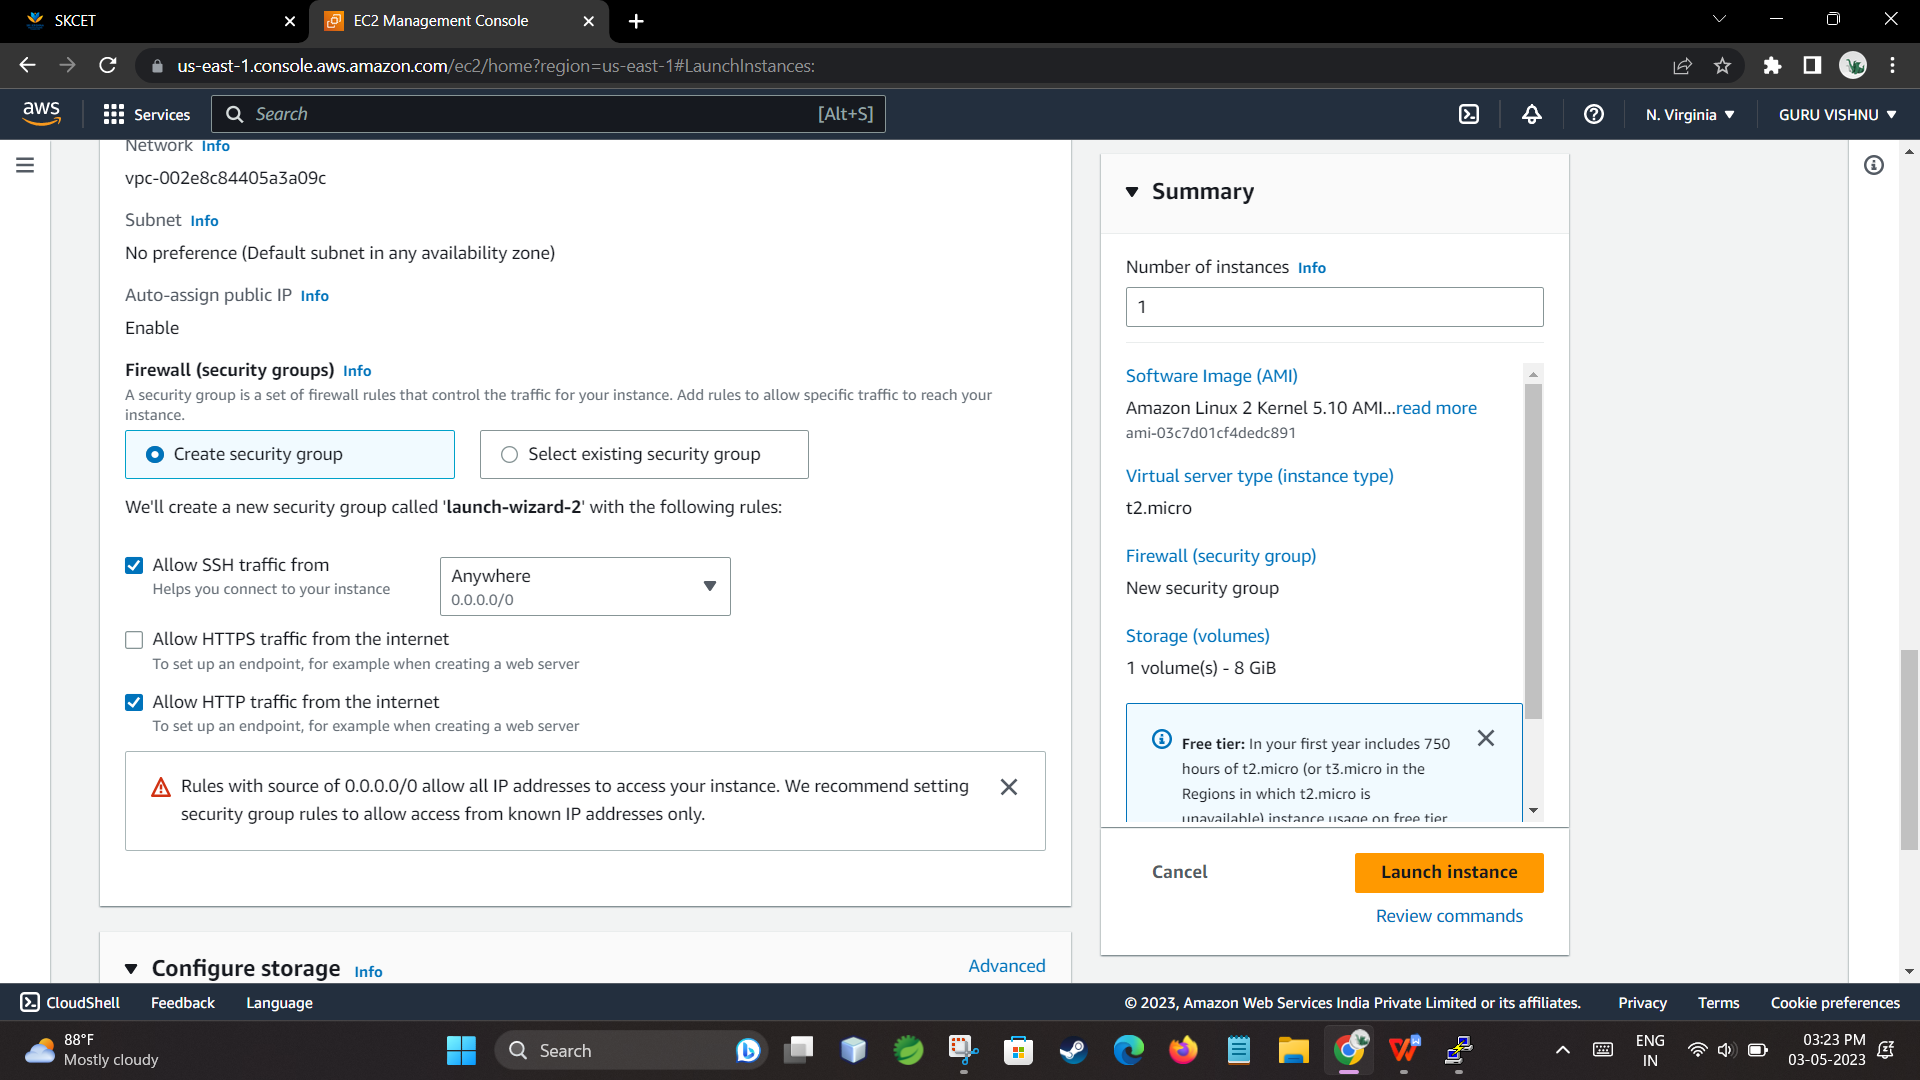 SKCET
EC2 Management Console
us-east-1.console.aws.amazon.com/ec2/home?region=us-east-1#LaunchInstances:
aws
Services
Search
[Alt+S]
N. Virginia
GURU VISHNU
Network Info
vpc-002e8c84405a3a09c
Subnet Info
No preference (Default subnet in any availability zone)
Auto-assign public IP Info
Enable
Firewall (security groups) Info
A security group is a set of firewall rules that control the traffic for your instance. Add rules to allow specific traffic to reach your
instance.
Create security group
Select existing security group
We'll create a new security group called 'launch-wizard-2' with the following rules:
Allow SSH traffic from
Helps you connect to your instance
Anywhere
0.0.0.0/0
Allow HTTPS traffic from the internet
To set up an endpoint, for example when creating a web server
Allow HTTP traffic from the internet
To set up an endpoint, for example when creating a web server
Rules with source of 0.0.0.0/0 allow all IP addresses to access your instance. We recommend setting
security group rules to allow access from known IP addresses only.
Configure storage Info
Advanced
Summary
Number of instances Info
1
Software Image (AMI)
Amazon Linux 2 Kernel 5.10 AMI...read more
ami-03c7d01cf4dedc891
Virtual server type (instance type)
t2.micro
Firewall (security group)
New security group
Storage (volumes)
1 volume(s) - 8 GiB
Free tier: In your first year includes 750
hours of t2.micro (or t3.micro in the
Regions in which t2.micro is
unavailable) instance usage on free tier
Cancel
Launch instance
Review commands
CloudShell
Feedback
Language
© 2023, Amazon Web Services India Private Limited or its affiliates.
Privacy
Terms
Cookie preferences
88°F
Mostly cloudy
Search
ENG
IN
03:23 PM
03-05-2023